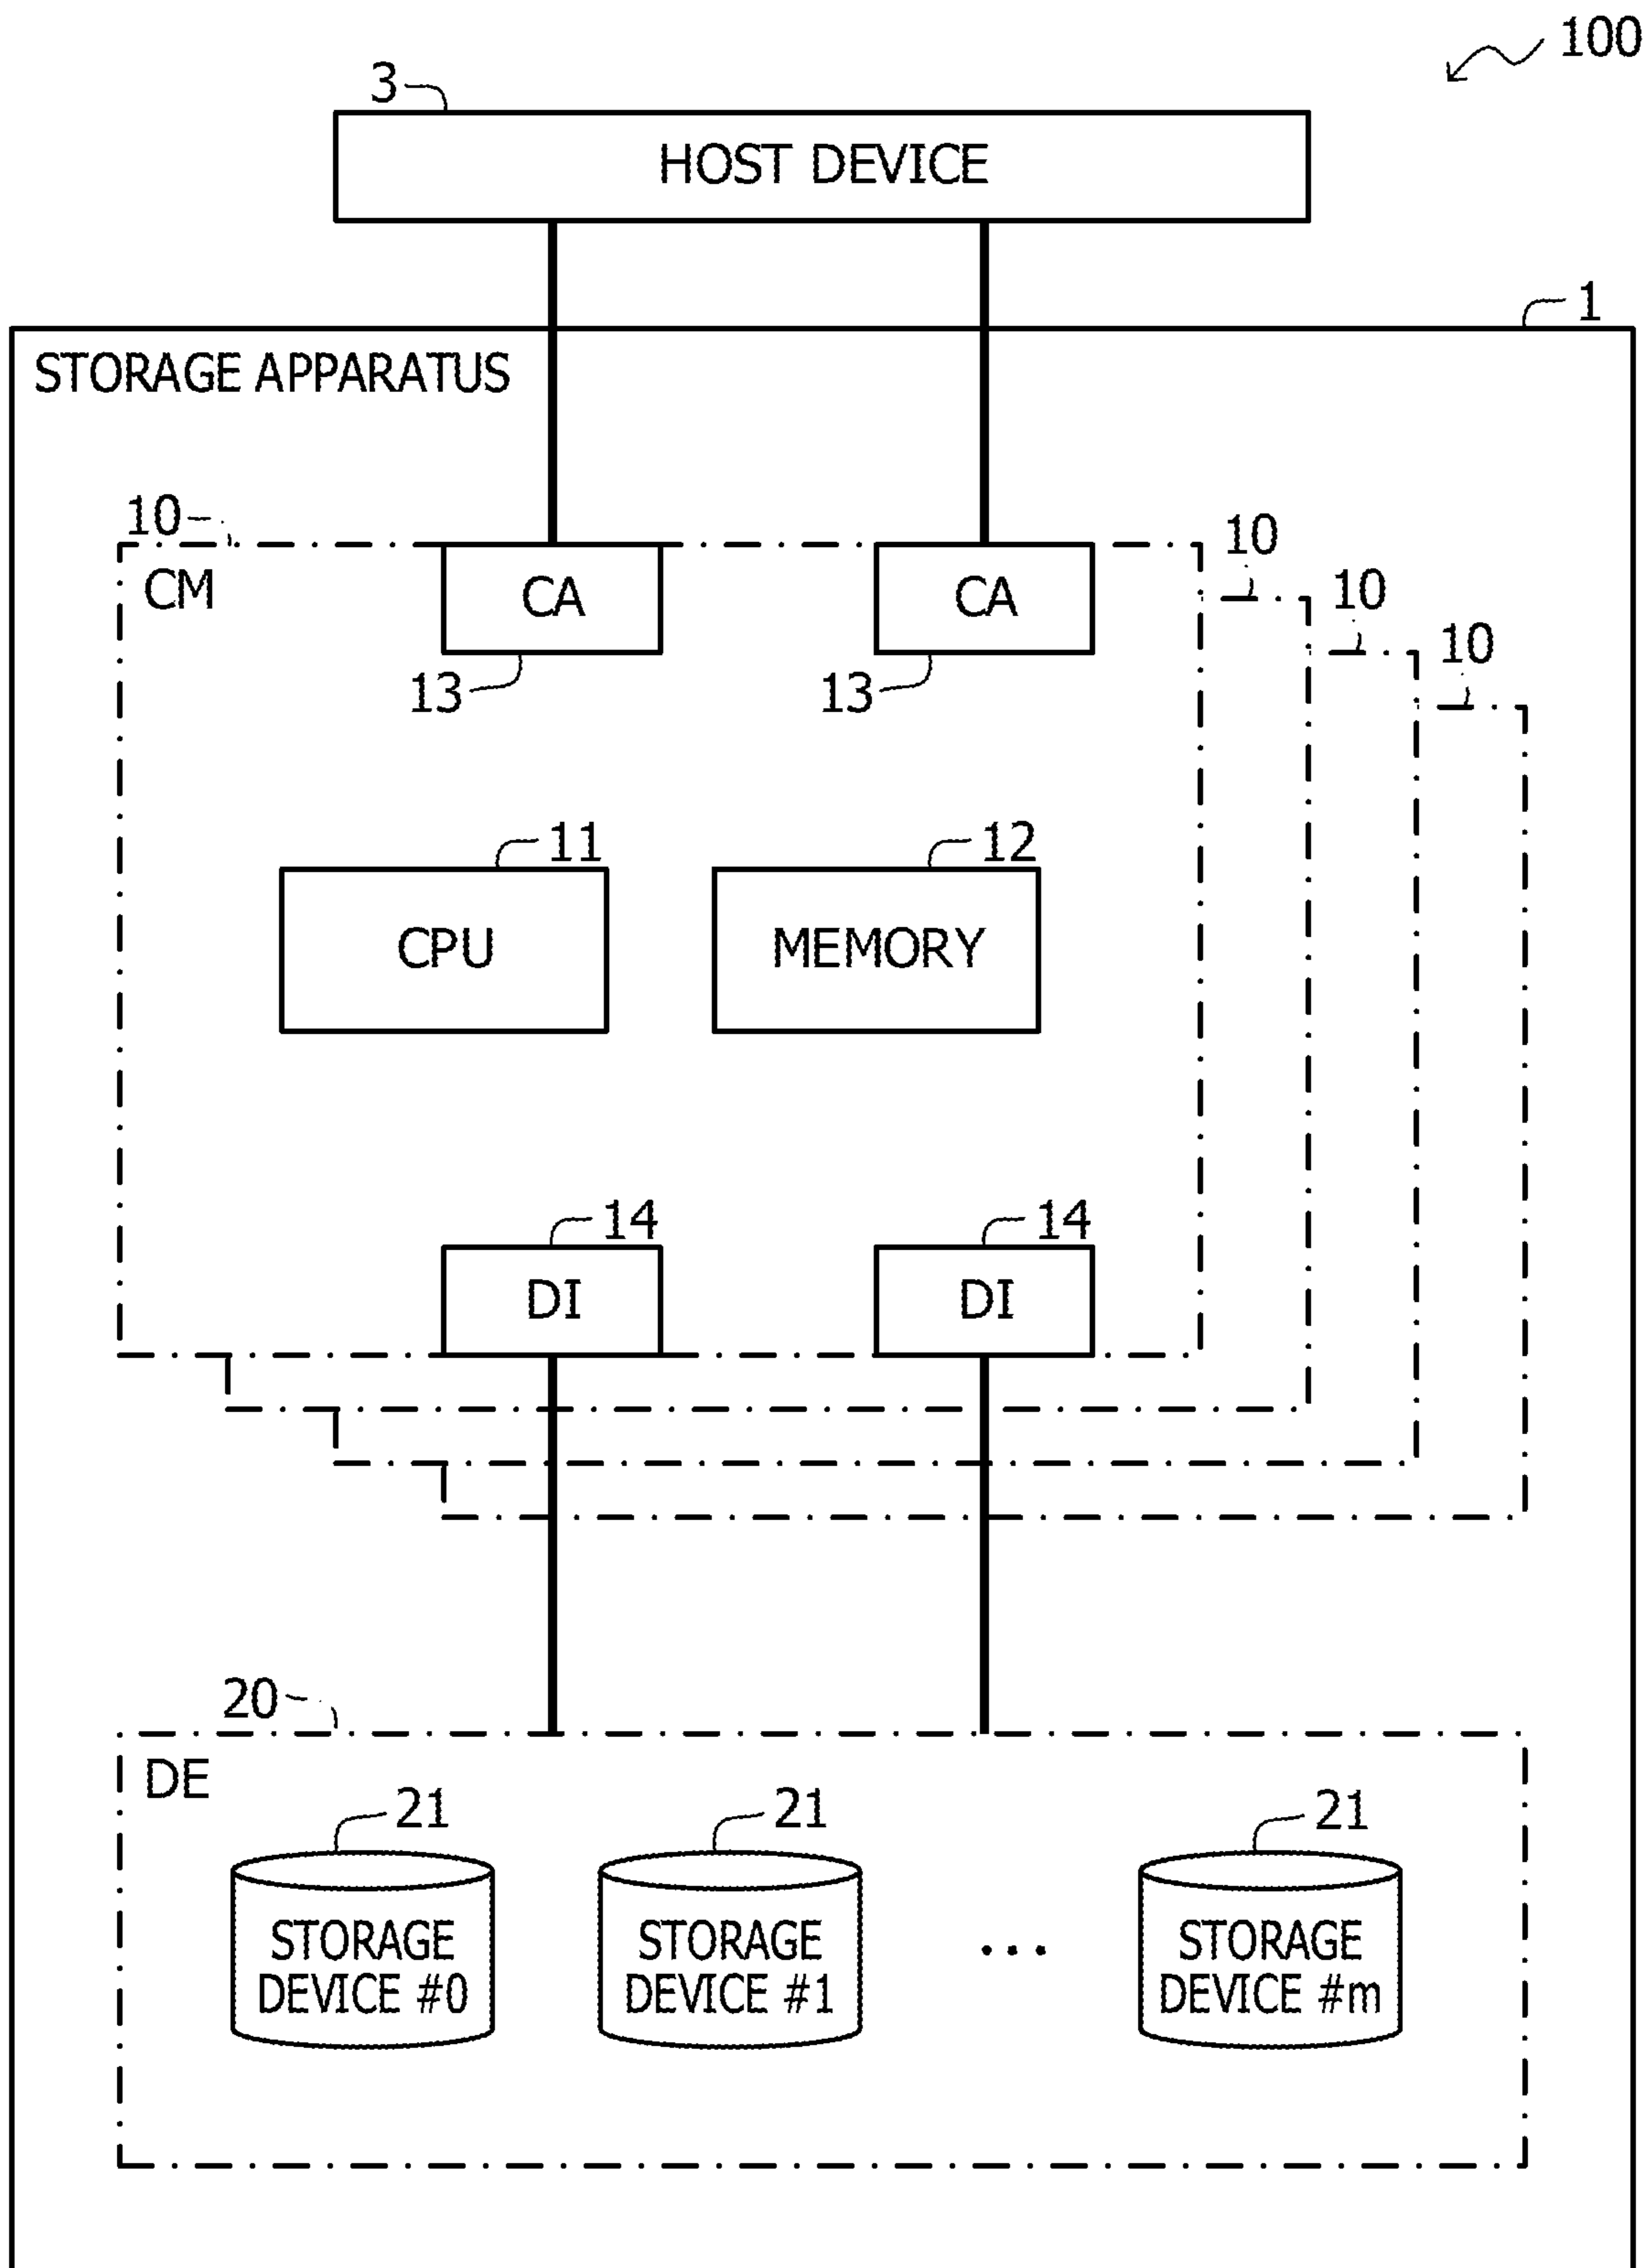 100
3
HOST DEVICE
1
STORAGE APPARATUS
10
CM
CA
CA
10
10
10
13
13
11
12
CPU
MEMORY
14
14
DI
DI
20
DE
21
21
21
STORAGE
DEVICE #0
STORAGE
DEVICE #1
...
STORAGE
DEVICE #m